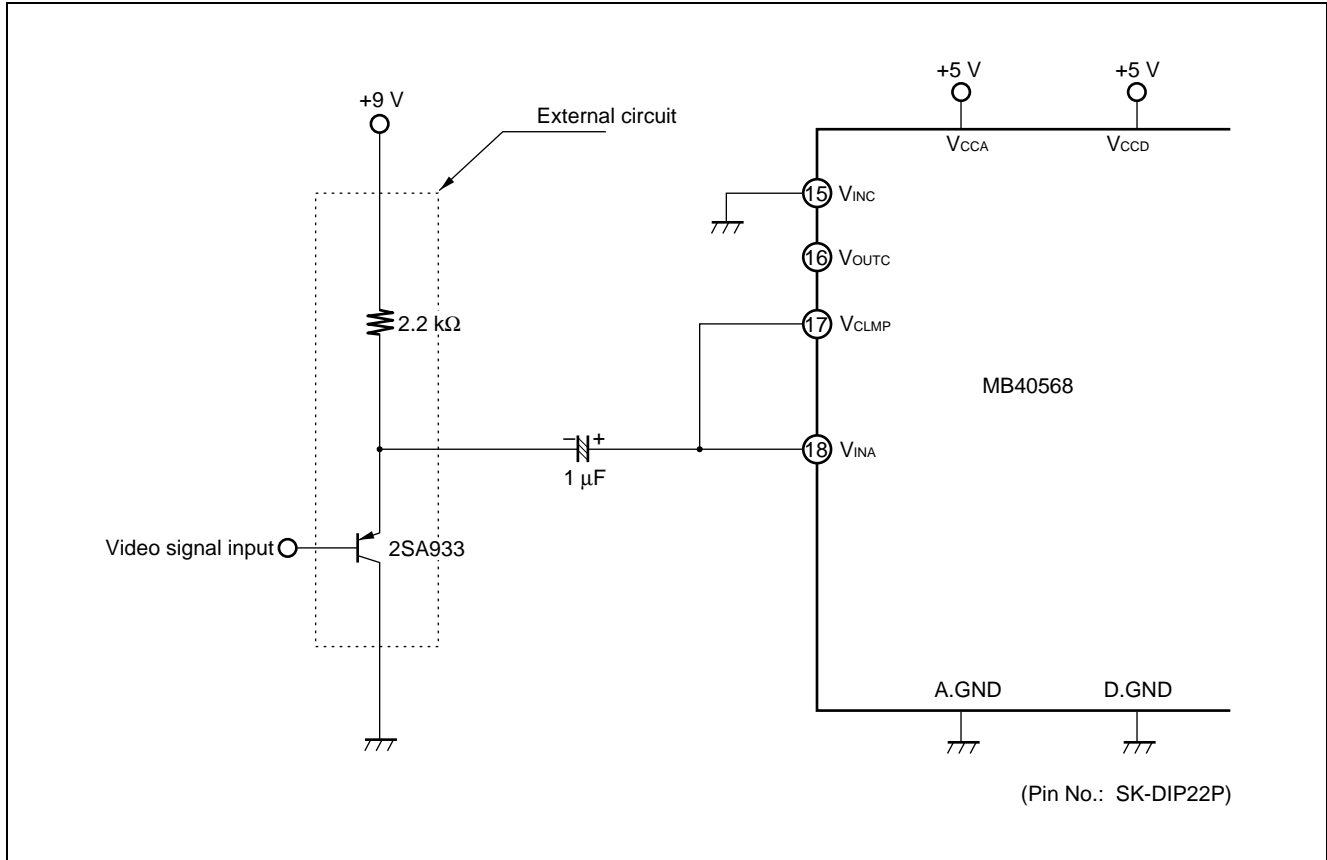 +5 V
+5 V
+9 V
External circuit
VCCA
VCCD
15 VINC
16 VOUTC
2.2 kΩ
17 VCLMP
MB40568
– +
18 VINA
1 μF
Video signal input
2SA933
A.GND
D.GND
(Pin No.: SK-DIP22P)